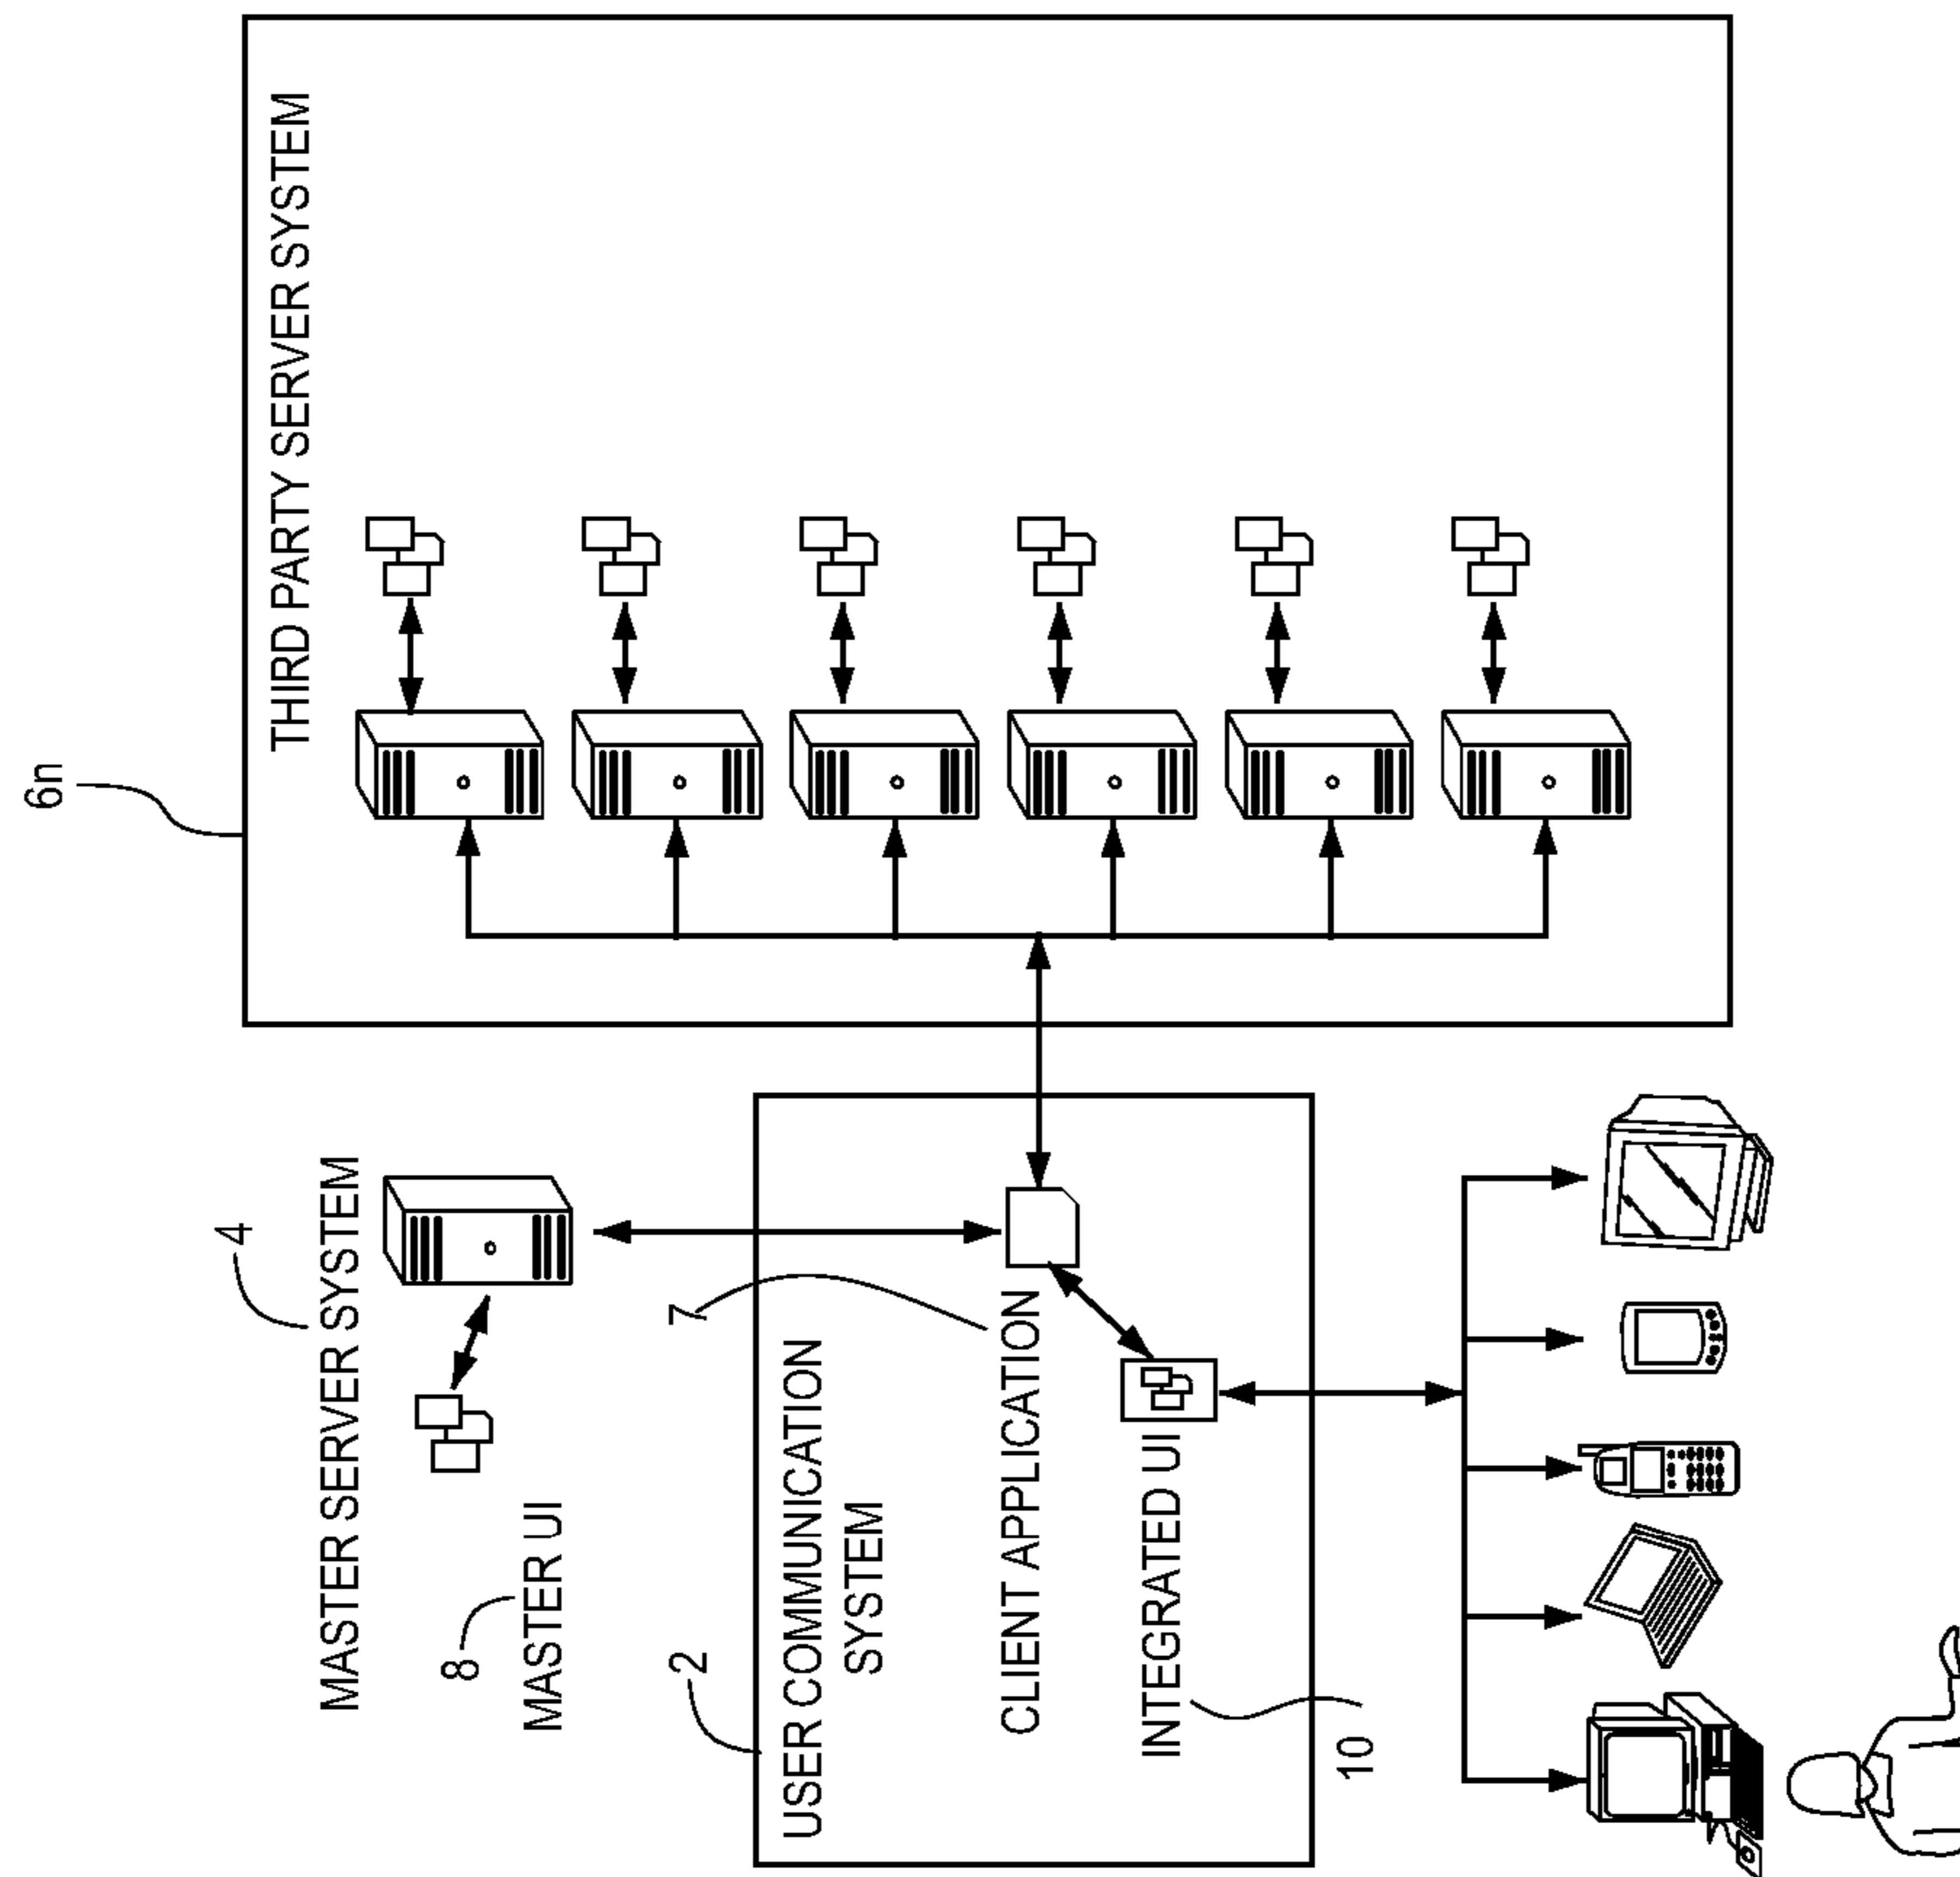 6n
THIRD PARTY SERVER SYSTEM
4
MASTER SERVER SYSTEM
8
MASTER UI
2
USER COMMUNICATION
SYSTEM
7
CLIENT APPLICATION
INTEGRATED UI
10